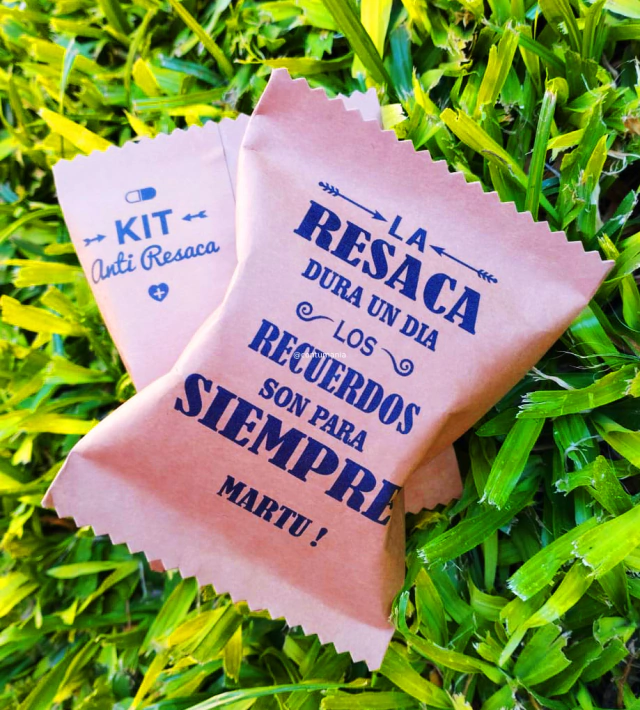 KIT
Anti Resaca
LA
RESACA
DURA UN DIA
LOS
RECUERDOS
SON PARA
SIEMPRE
MARTU !